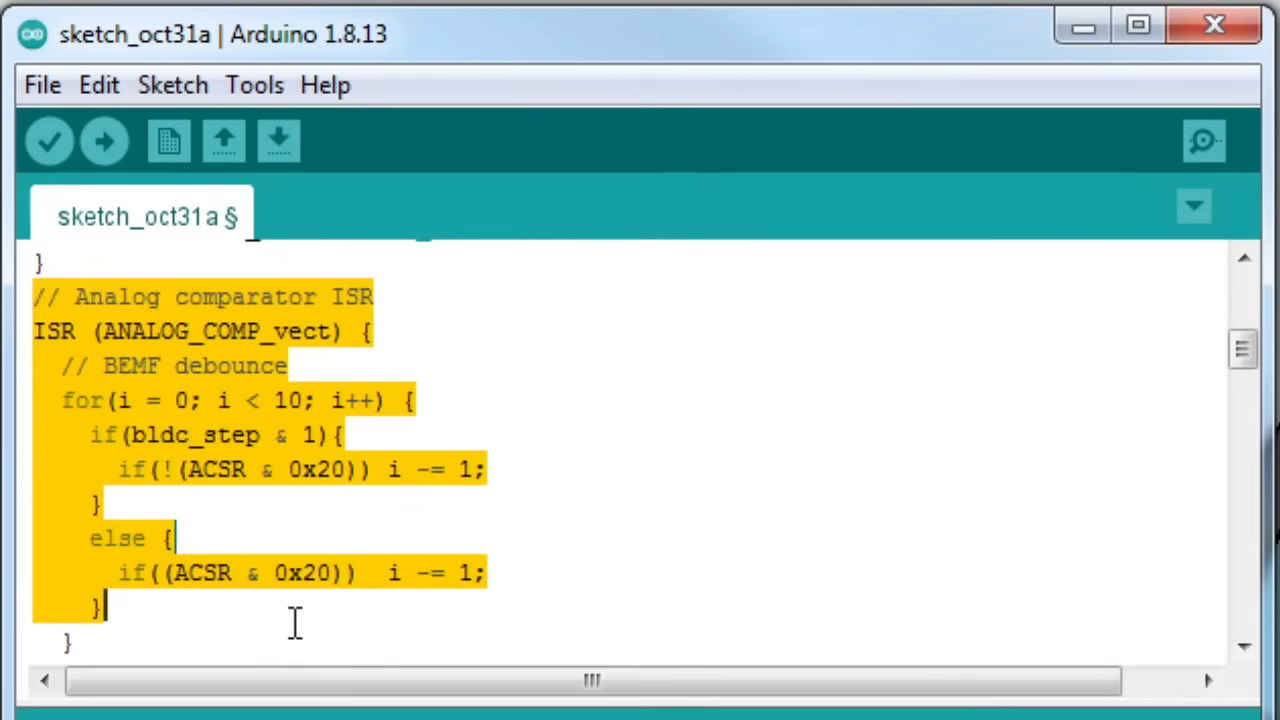 sketch_oct31a | Arduino 1.8.13
File Edit Sketch Tools Help
sketch_oct31a §
}
// Analog comparator ISR
ISR (ANALOG_COMP_vect) {
  // BEMF debounce
  for(i = 0; i < 10; i++) {
    if(bldc_step & 1){
      if(!(ACSR & 0x20)) i -= 1;
    }
    else {
      if((ACSR & 0x20))  i -= 1;
    }
  }